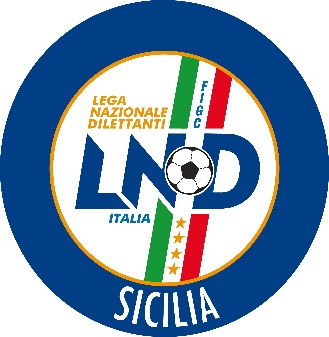 LEGA
NAZIONALE
DILETTANTI
FIGC
LND
ITALIA
SICILIA